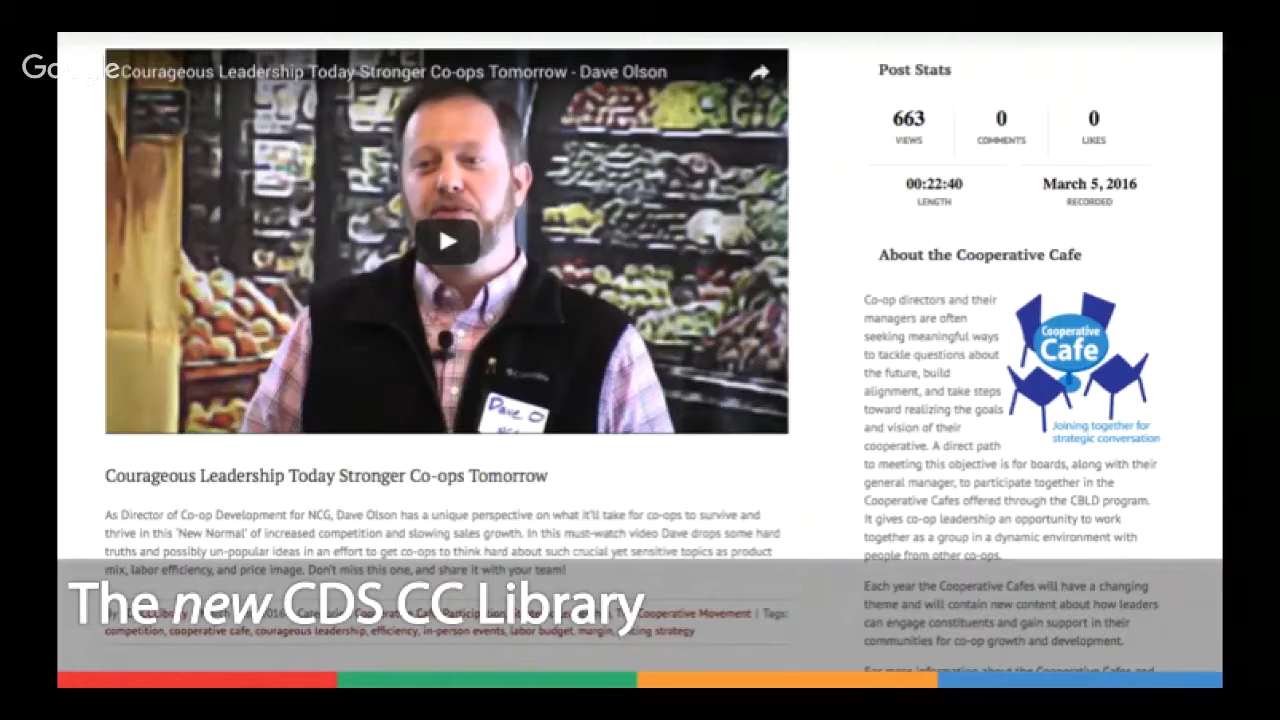 Google
Courageous Leadership Today Stronger Co-ops Tomorrow - Dave Olson
Dave O
Courageous Leadership Today Stronger Co-ops Tomorrow
As Director of Co-op Development for NCG, Dave Olson has a unique perspective on what it'll take for co-ops to survive and
thrive in this 'New Normal' of increased competition and slowing sales growth. In this must-watch video Dave drops some hard
truths and possibly un-popular ideas in an effort to get co-ops to think hard about such crucial yet sensitive topics as product
mix, labor efficiency, and price image. Don't miss this one, and share it with your team!
Cooperative Movement | Tags:
competition, cooperative cafe, courageous leadership, efficiency, in-person events, labor budget, margin, strategy
The new CDS CC Library
Post Stats
663 0 0
VIEWS COMMENTS LIKES
00:22:40 March 5, 2016
LENGTH RECORDED
About the Cooperative Cafe
Co-op directors and their
managers are often
seeking meaningful ways
to tackle questions about
the future, build
alignment, and take steps
toward realizing the goals
and vision of their
cooperative. A direct path
to meeting this objective is for boards, along with their
general manager, to participate together in the
Cooperative Cafes offered through the CBLD program.
It gives co-op leadership an opportunity to work
together as a group in a dynamic environment with
people from other co-ops.
Cooperative
Cafe
Joining together for
strategic conversation
Each year the Cooperative Cafes will have a changing
theme and will contain new content about how leaders
can engage constituents and gain support in their
communities for co-op growth and development.
For more information about the Cooperative Cafes and